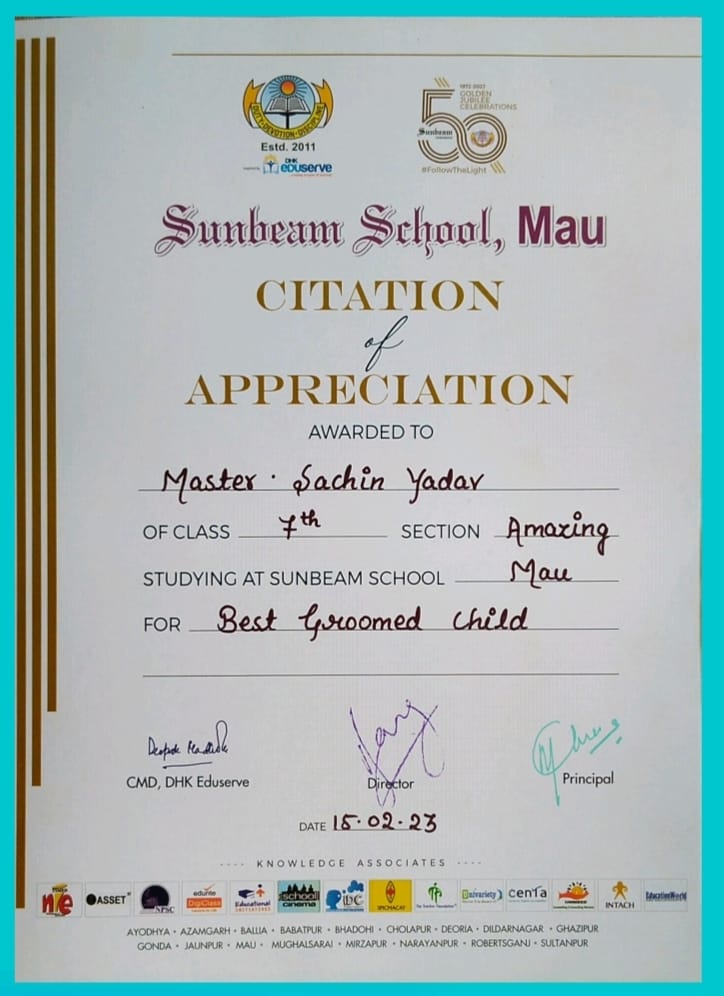 DUTY • DEVOTION • DISCIPLINE
Estd. 2011
DHK
eduserve
1972-2022
GOLDEN
JUBILEE
CELEBRATIONS
50
Sunbeam
#FollowTheLight
Sunbeam School, Mau
CITATION
of
APPRECIATION
AWARDED TO
Master. Sachin Yadav
OF CLASS 7th SECTION Amazing
STUDYING AT SUNBEAM SCHOOL Mau
FOR Best Groomed Child
CMD, DHK Eduserve Director Principal
DATE 15.02.23
KNOWLEDGE ASSOCIATES
nie ASSET NPSC edunite DigiClass Educational INITIATIVES school cinema IDC SPICMACAY The Teacher Foundation Univariety centa INTACH EducationWorld
AYODHYA • AZAMGARH • BALLIA • BABATPUR • BHADOHI • CHOLAPUR • DEORIA • DILDARNAGAR • GHAZIPUR
GONDA • JAUNPUR • MAU • MUGHALSARAI • MIRZAPUR • NARAYANPUR • ROBERTSGANJ • SULTANPUR